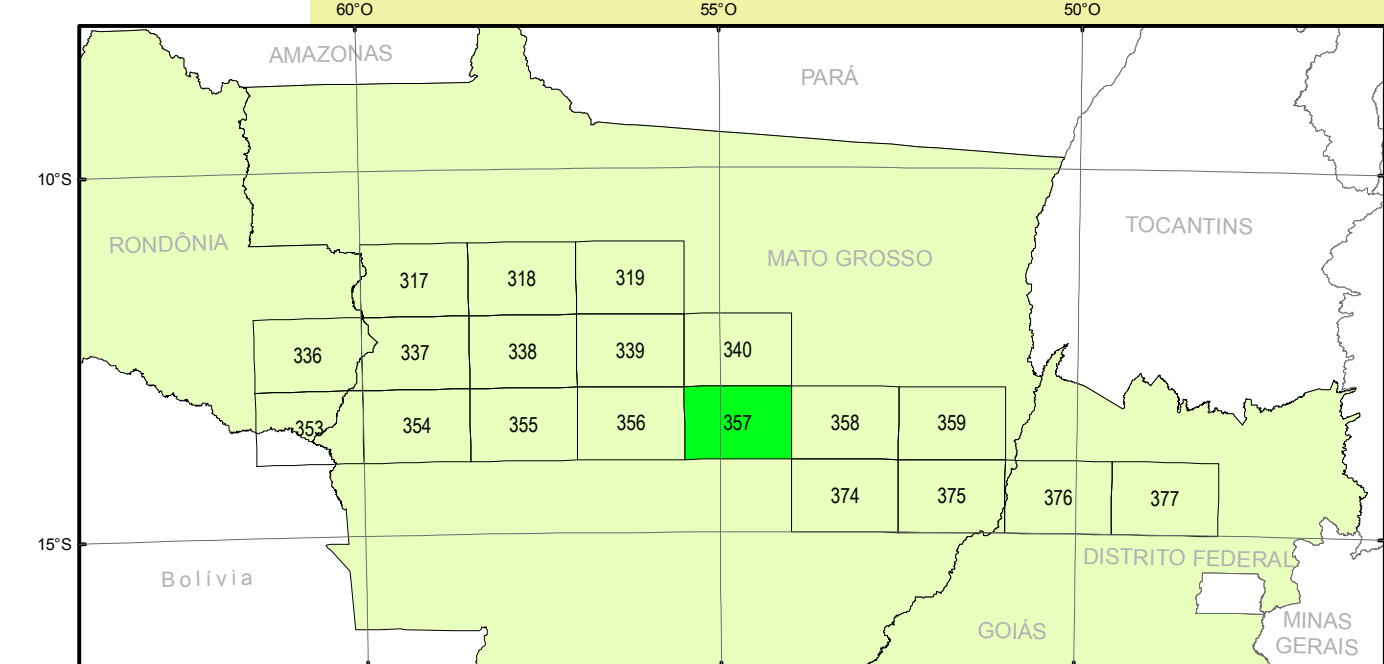 60°O 55°O 50°O
AMAZONAS
PARÁ
10°S
RONDÔNIA
TOCANTINS
MATO GROSSO
317 318 319
336 337 338 339 340
353 354 355 356 357 358 359
374 375 376 377
15°S
DISTRITO FEDERAL
Bolívia
GOIÁS
MINAS
GERAIS